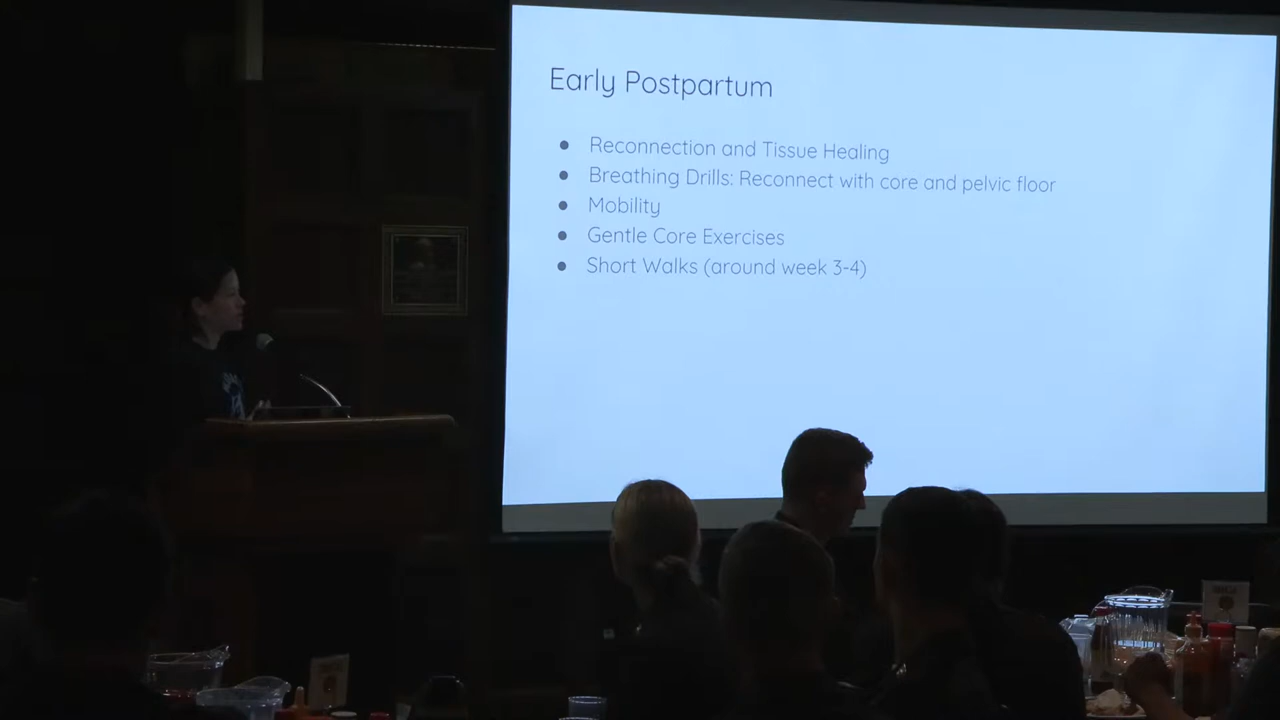 Early Postpartum
● Reconnection and Tissue Healing
● Breathing Drills: Reconnect with core and pelvic floor
● Mobility
● Gentle Core Exercises
● Short Walks (around week 3-4)